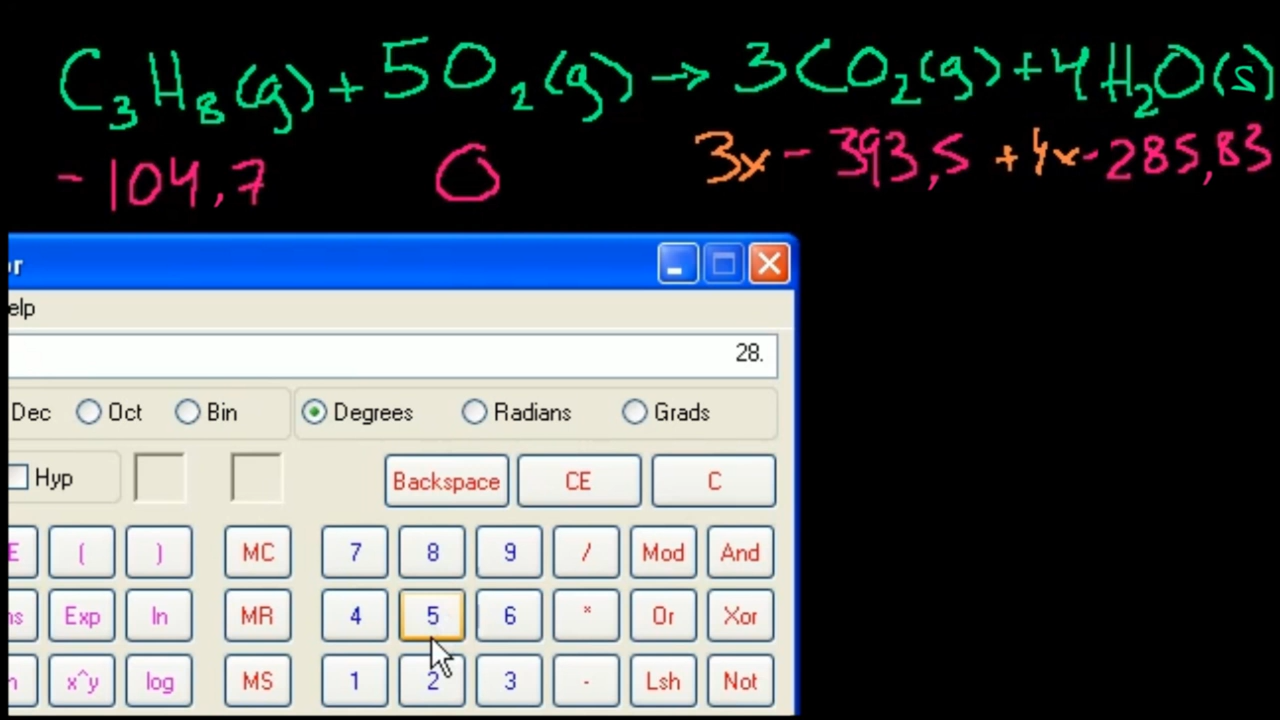 C₃H₈(g) + 5O₂(g) → 3CO₂(g) + 4H₂O(s)
-104,7 0 3x -393,5 + 4x -285,83
or
elp
28.
Dec Oct Bin Degrees Radians Grads
Hyp Backspace CE C
E ( ) MC 7 8 9 / Mod And
ns Exp ln MR 4 5 6 * Or Xor
n x^y log MS 1 2 3 - Lsh Not